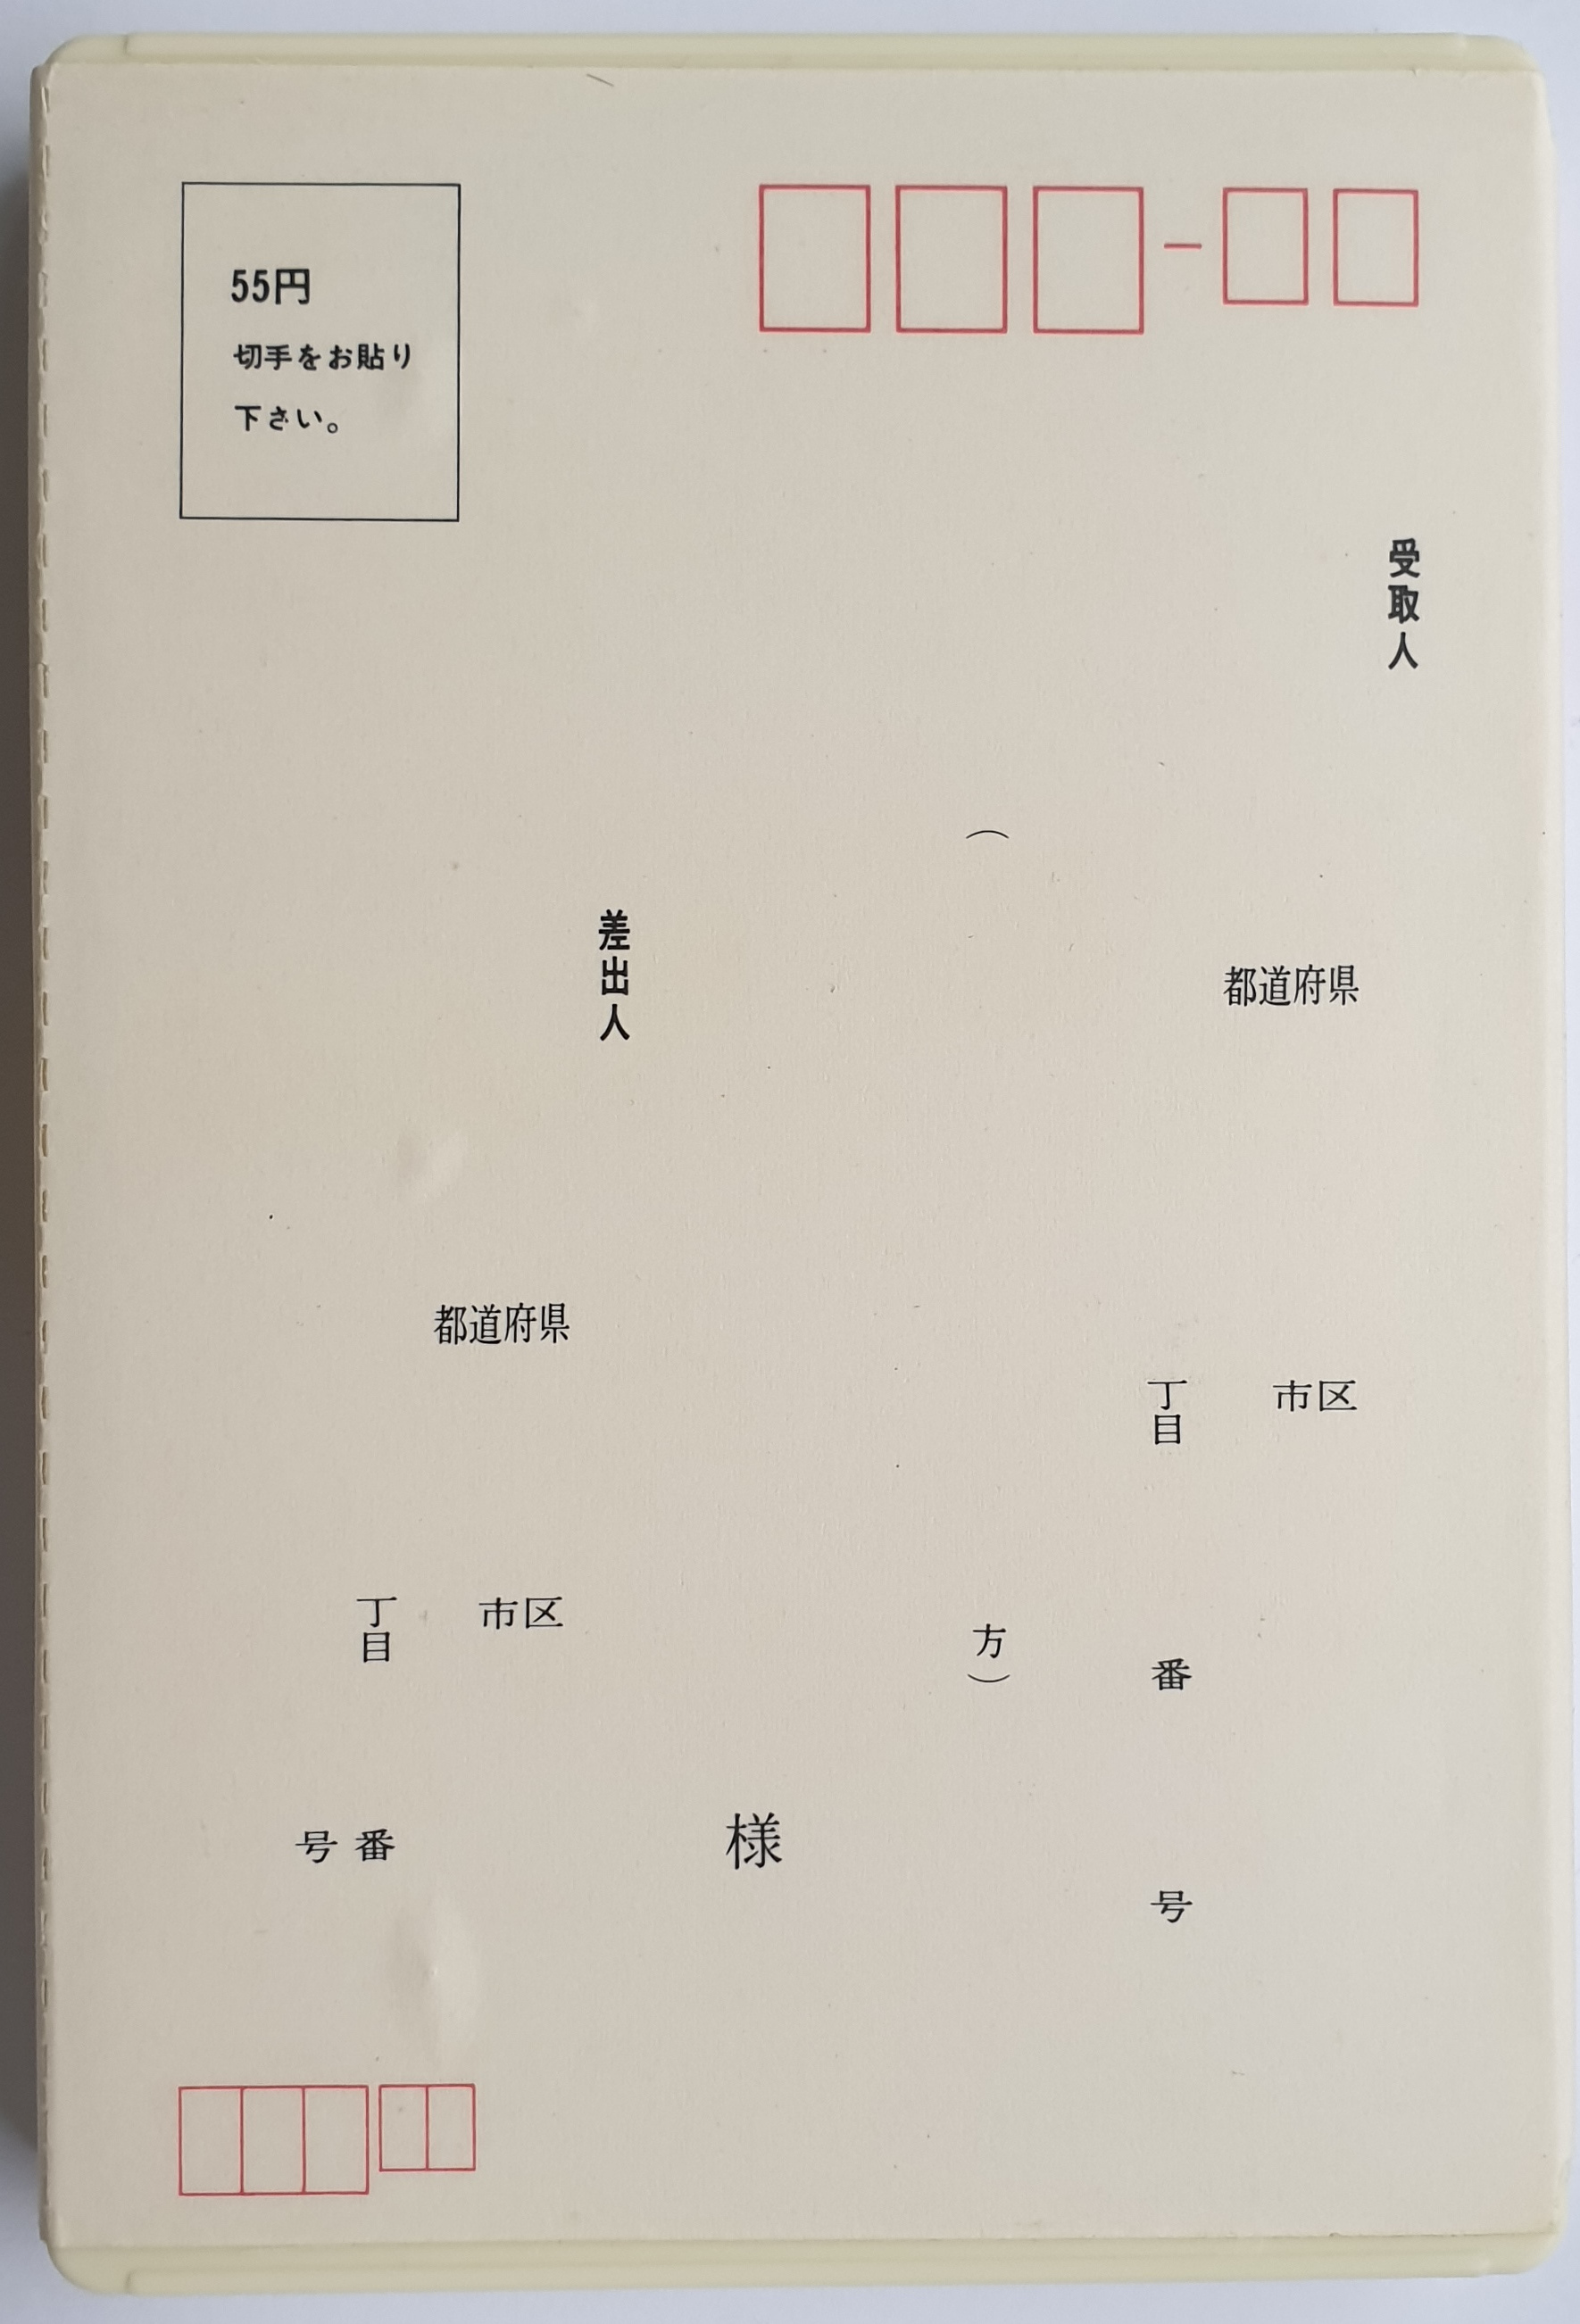 55円
切手をお貼り
下さい。
受取人
都道府県
市区
丁目
番
号
（
方）
様
差出人
都道府県
市区
丁目
番
号